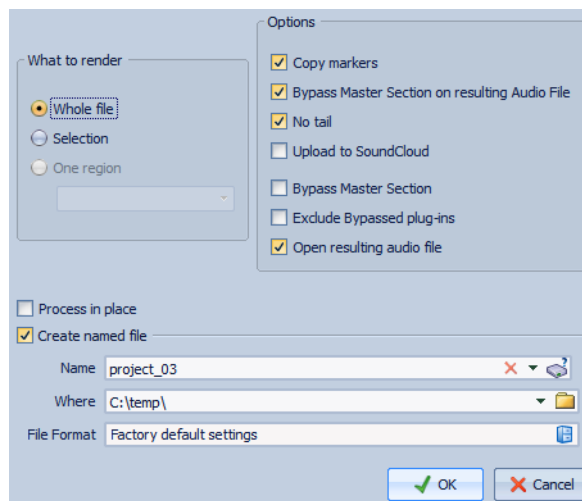 What to render
Whole file
Selection
One region
Options
Copy markers
Bypass Master Section on resulting Audio File
No tail
Upload to SoundCloud
Bypass Master Section
Exclude Bypassed plug-ins
Open resulting audio file
Process in place
Create named file
Name project_03
Where C:\temp\
File Format Factory default settings
OK Cancel